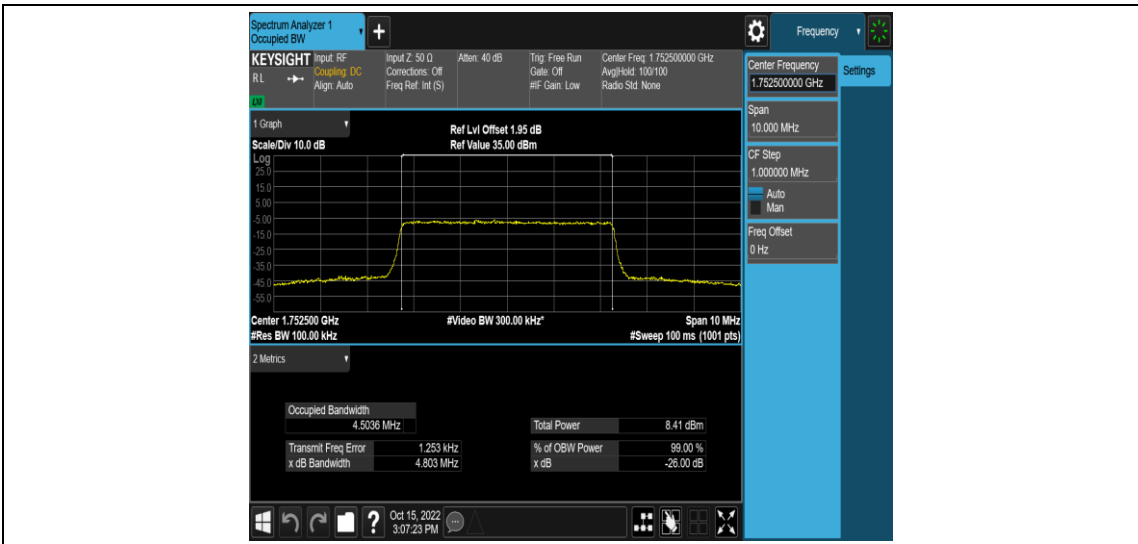 Spectrum Analyzer 1
Occupied BW
+
Frequency
KEYSIGHT
RL
LXI
Input: RF
Coupling: DC
Align: Auto
Input Z: 50 Ω
Corrections: Off
Freq Ref: Int (S)
Atten: 40 dB
Trig: Free Run
Gate: Off
#IF Gain: Low
Center Freq: 1.752500000 GHz
Avg|Hold: 100/100
Radio Std: None
Center Frequency
1.752500000 GHz
Settings
Span
10.000 MHz
CF Step
1.000000 MHz
Auto
Man
Freq Offset
0 Hz
1 Graph
Scale/Div 10.0 dB
Ref Lvl Offset 1.95 dB
Ref Value 35.00 dBm
Log
25.0
15.0
5.00
-5.00
-15.0
-25.0
-35.0
-45.0
-55.0
Center 1.752500 GHz
#Video BW 300.00 kHz*
Span 10 MHz
#Res BW 100.00 kHz
#Sweep 100 ms (1001 pts)
2 Metrics
Occupied Bandwidth
4.5036 MHz
Total Power 8.41 dBm
Transmit Freq Error 1.253 kHz
% of OBW Power 99.00 %
x dB Bandwidth 4.803 MHz
x dB -26.00 dB
?
Oct 15, 2022
3:07:23 PM